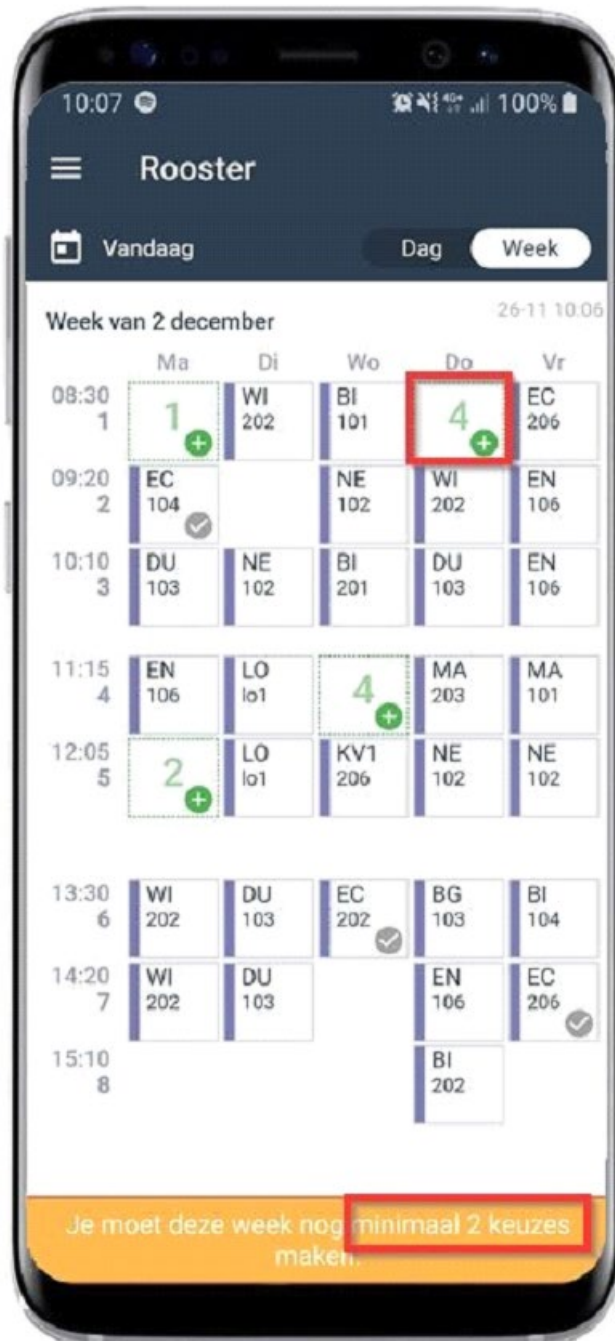 10:07 4G+ 100%
Rooster
Vandaag Dag Week
Week van 2 december 26-11 10:06
Ma Di Wo Do Vr
08:30 1 WI BI 4 EC
1 202 101 206
09:20 EC NE WI EN
2 104 102 202 106
10:10 DU NE BI DU EN
3 103 102 201 103 106
11:15 EN LO 4 MA MA
4 106 lo1 203 101
12:05 2 LO KV1 NE NE
5 lo1 206 102 102
13:30 WI DU EC BG BI
6 202 103 202 103 104
14:20 WI DU EN EC
7 202 103 106 206
15:10 BI
8 202
Je moet deze week nog minimaal 2 keuzes
maken.